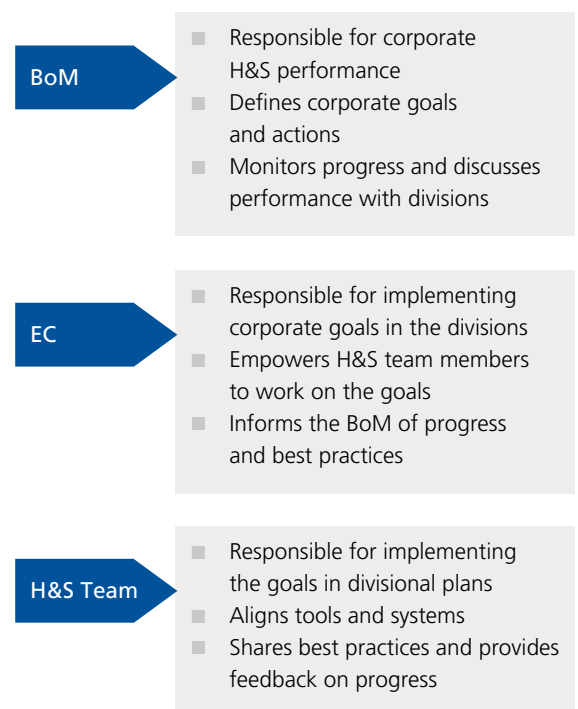 BoM
Responsible for corporate
H&S performance
Defines corporate goals
and actions
Monitors progress and discusses
performance with divisions
EC
Responsible for implementing
corporate goals in the divisions
Empowers H&S team members
to work on the goals
Informs the BoM of progress
and best practices
H&S Team
Responsible for implementing
the goals in divisional plans
Aligns tools and systems
Shares best practices and provides
feedback on progress